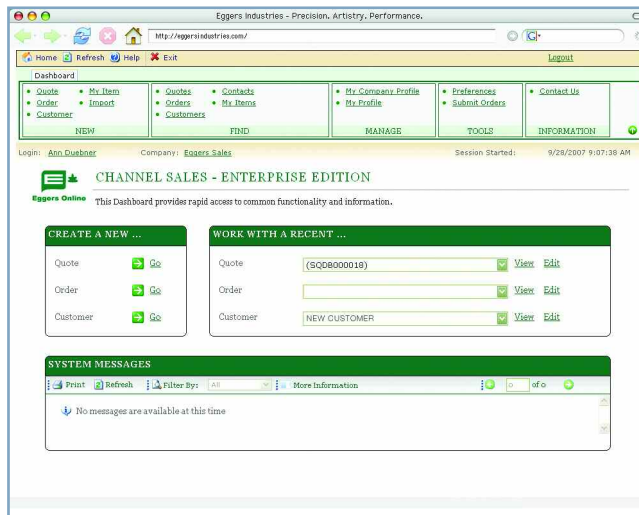 Eggers Industries - Precision. Artistry. Performance.
http://eggersindustries.com/
G
Home Refresh Help Exit Logout
Dashboard
Quote My Item Quotes Contacts My Company Profile Preferences Contact Us
Order Import Orders My Items My Profile Submit Orders
Customer Customers
NEW FIND MANAGE TOOLS INFORMATION
Login: Ann Duebner Company: Eggers Sales Session Started: 9/28/2007 9:07:38 AM
CHANNEL SALES - ENTERPRISE EDITION
Eggers Online This Dashboard provides rapid access to common functionality and information.
CREATE A NEW ... WORK WITH A RECENT ...
Quote Go Quote (SQDB000018) View Edit
Order Go Order View Edit
Customer Go Customer NEW CUSTOMER View Edit
SYSTEM MESSAGES
Print Refresh Filter By: All More Information 0 of 0
No messages are available at this time